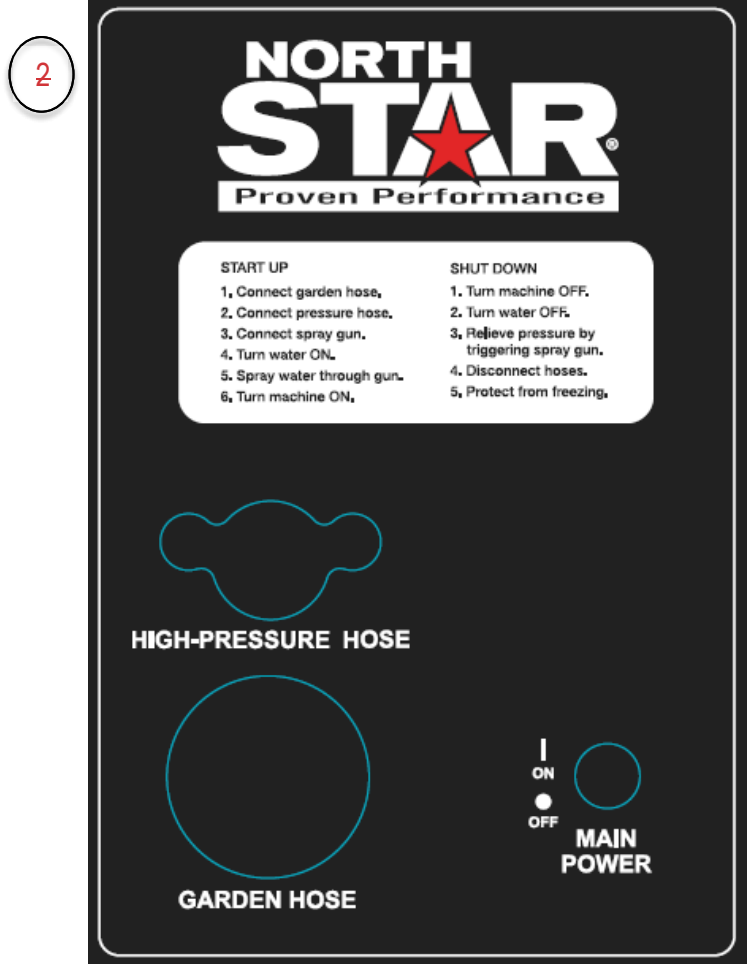 2
NORTH
STAR®
Proven Performance
START UP
1. Connect garden hose.
2. Connect pressure hose.
3. Connect spray gun.
4. Turn water ON.
5. Spray water through gun.
6. Turn machine ON.
SHUT DOWN
1. Turn machine OFF.
2. Turn water OFF.
3. Relieve pressure by
triggering spray gun.
4. Disconnect hoses.
5. Protect from freezing.
HIGH-PRESSURE HOSE
GARDEN HOSE
I
ON
OFF
MAIN
POWER